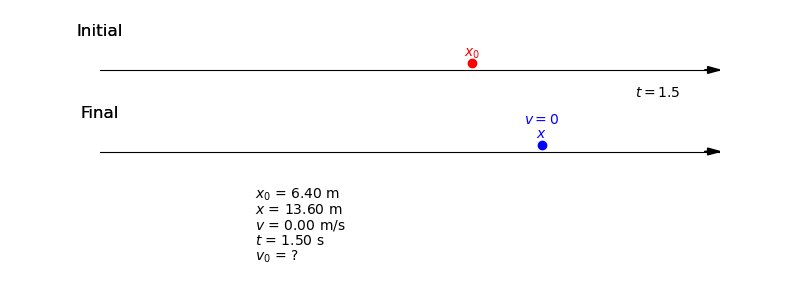 Initial
x₀
t = 1.5
Final
v = 0
x
x₀ = 6.40 m
x = 13.60 m
v = 0.00 m/s
t = 1.50 s
v₀ = ?